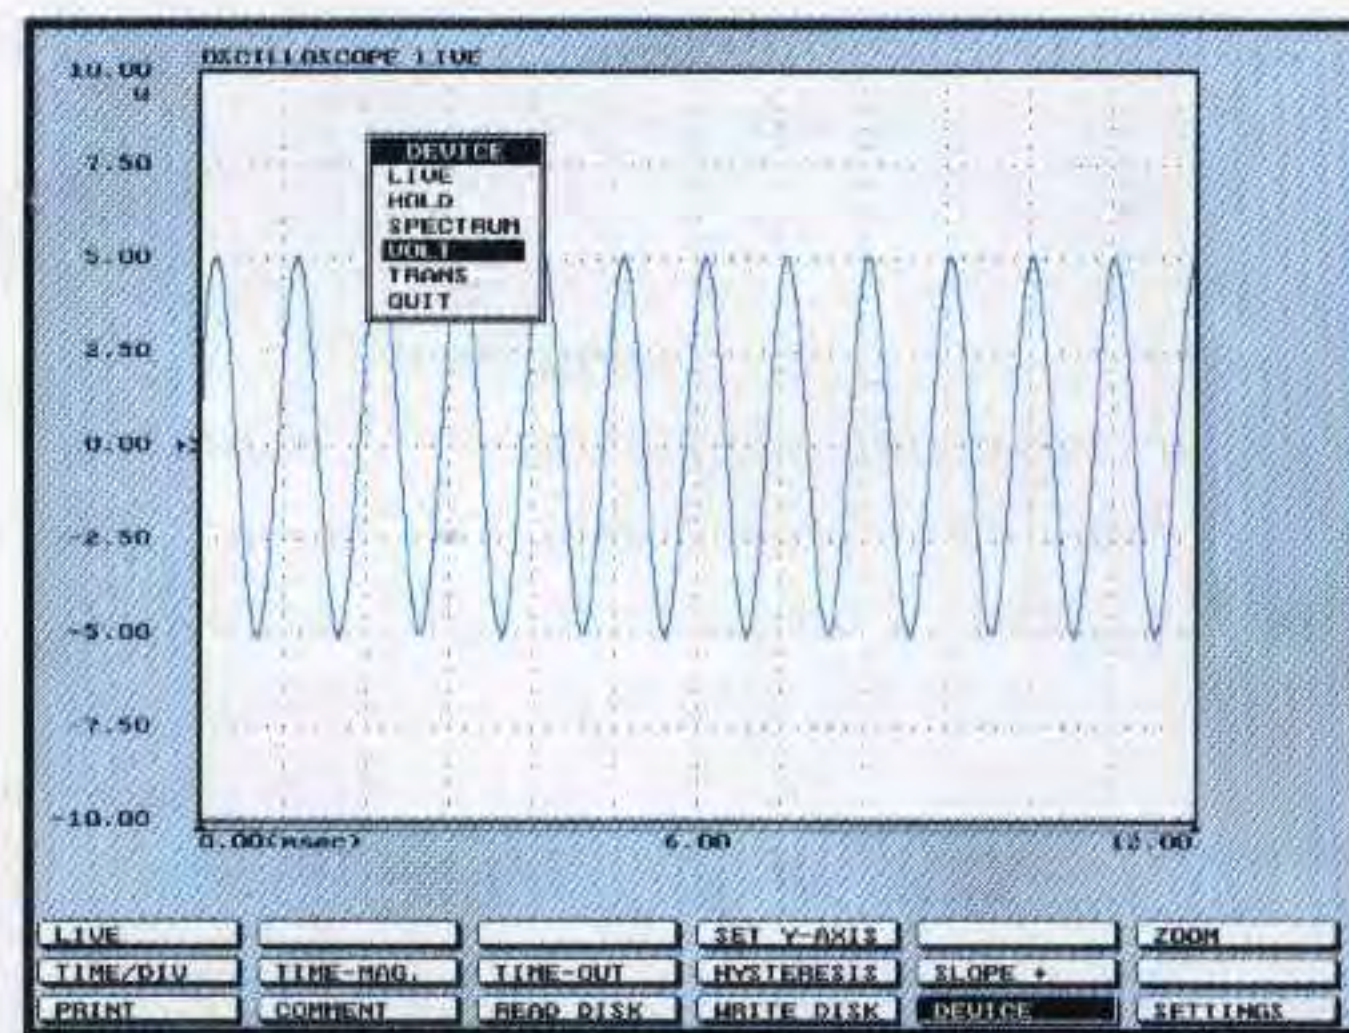 OSCILLOSCOPE LIVE
10.00
V
7.50
5.00
2.50
0.00
-2.50
-5.00
-7.50
-10.00
DEVICE
LIVE
HOLD
SPECTRUM
VOLT
TRANS
QUIT
0.00(msec) 6.00 12.00
LIVE SET Y-AXIS ZOOM
TIME/DIV TIME-MAG. TIME-OUT HYSTERESIS SLOPE +
PRINT COMMENT READ DISK WRITE DISK DEVICE SETTINGS